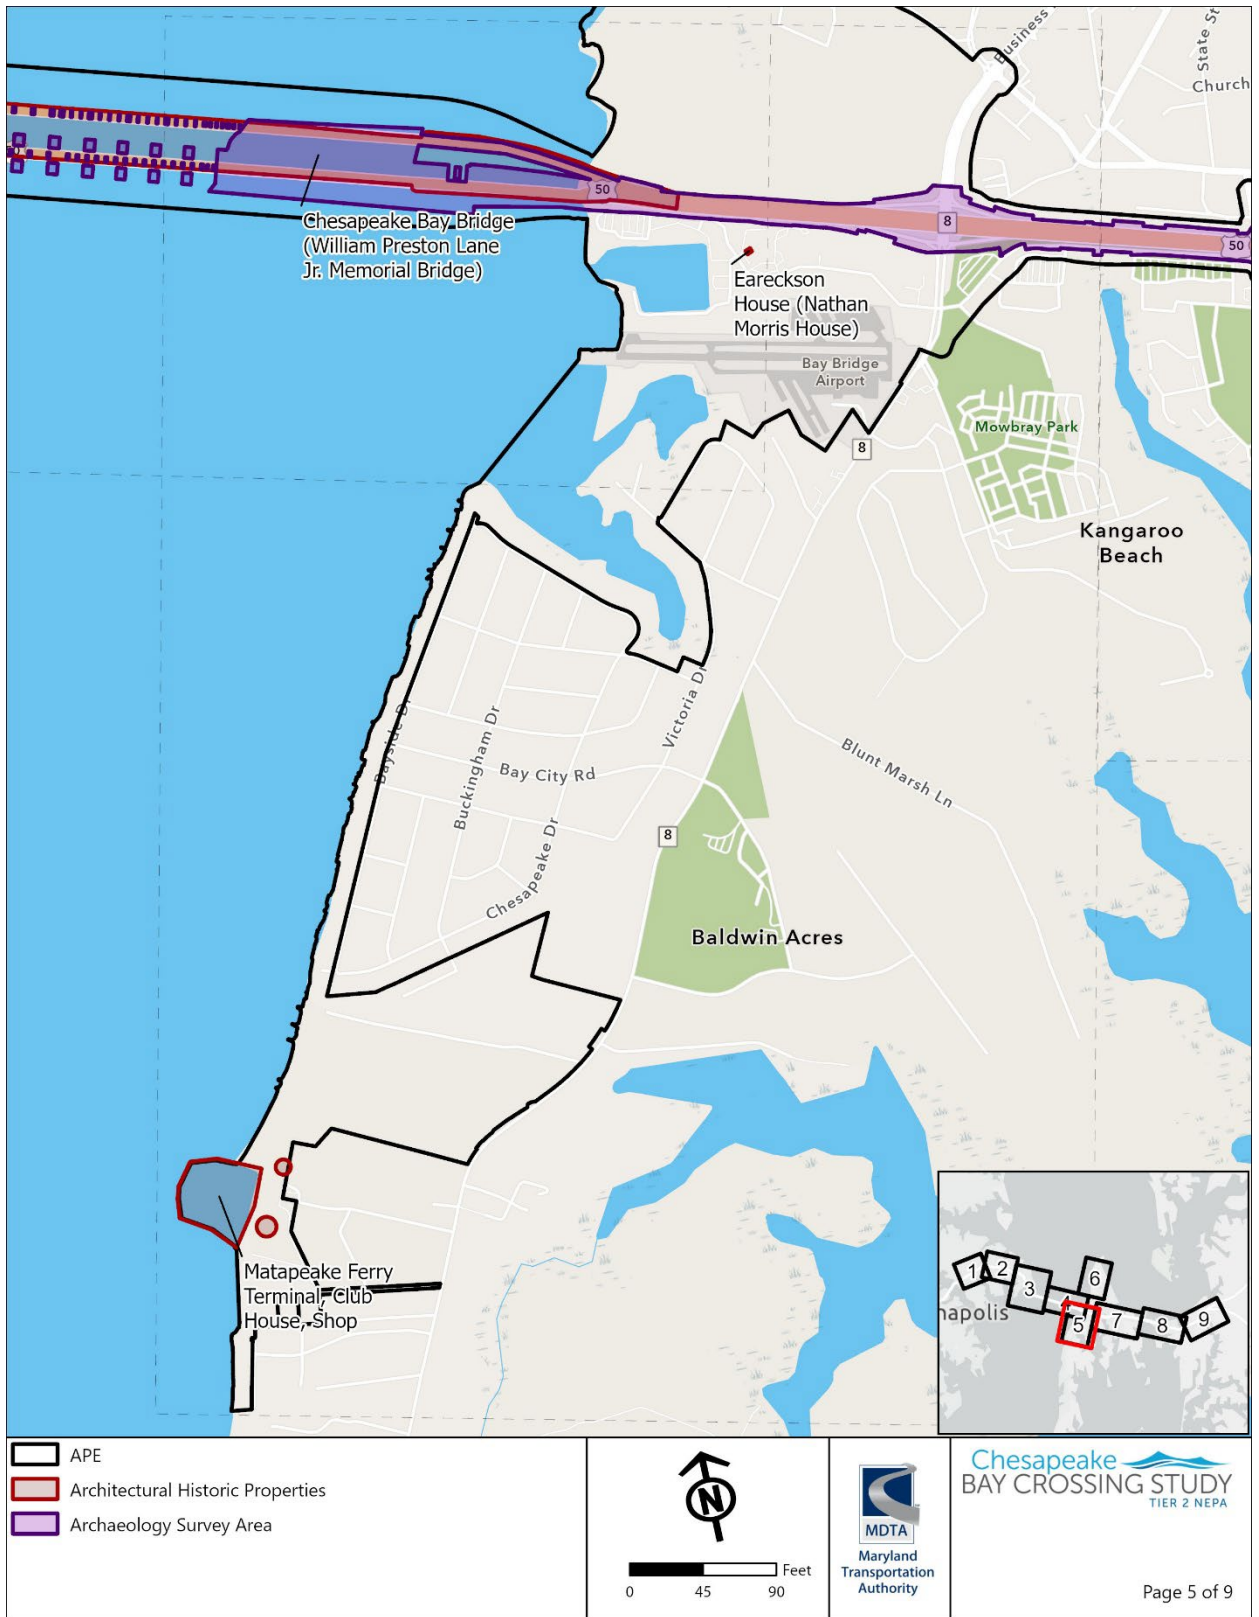 Business
State St
Church
50
8
50
Chesapeake Bay Bridge
(William Preston Lane
Jr. Memorial Bridge)
Eareckson
House (Nathan
Morris House)
Bay Bridge
Airport
Mowbray Park
8
Kangaroo
Beach
Bayside Dr
Buckingham Dr
Victoria Dr
Bay City Rd
Blunt Marsh Ln
8
Chesapeake Dr
Baldwin Acres
Matapeake Ferry
Terminal, Club
House, Shop
1
2
3
4
5
6
7
8
9
napolis
APE
Architectural Historic Properties
Archaeology Survey Area
N
Feet
0 45 90
MDTA
Maryland
Transportation
Authority
Chesapeake
BAY CROSSING STUDY
TIER 2 NEPA
Page 5 of 9